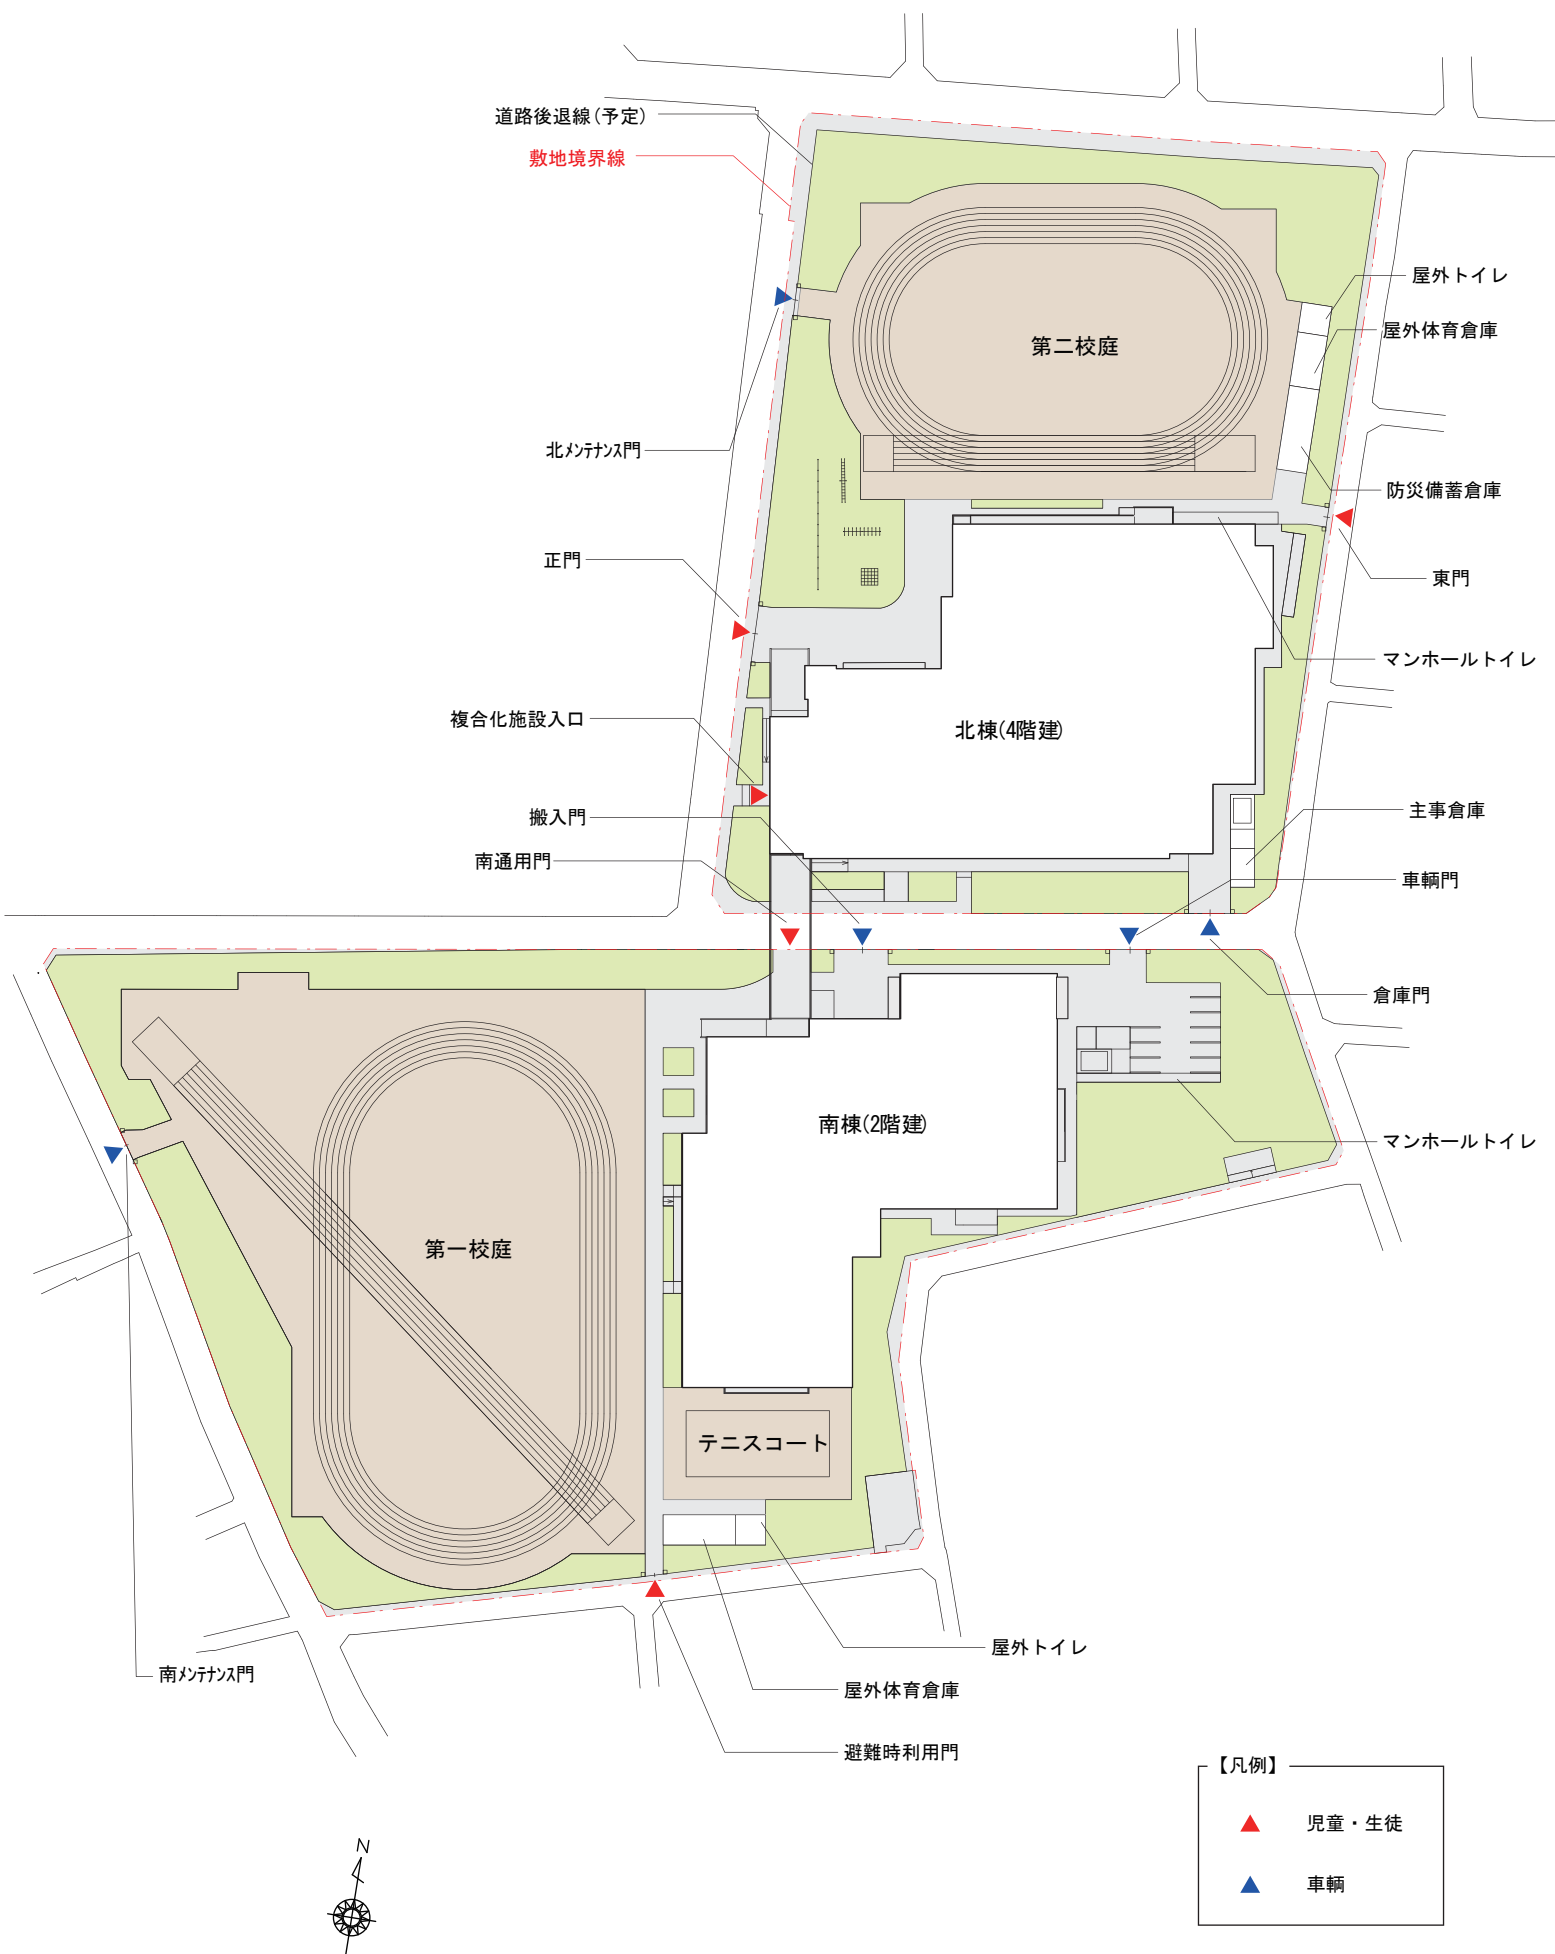 道路後退線(予定)
敷地境界線
屋外トイレ
屋外体育倉庫
第二校庭
北メンテナンス門
防災備蓄倉庫
正門
東門
マンホールトイレ
複合化施設入口
北棟(4階建)
搬入門
主事倉庫
南通用門
車輌門
倉庫門
南棟(2階建)
マンホールトイレ
第一校庭
テニスコート
屋外トイレ
南メンテナンス門
屋外体育倉庫
避難時利用門
【凡例】
児童・生徒
車輌
N